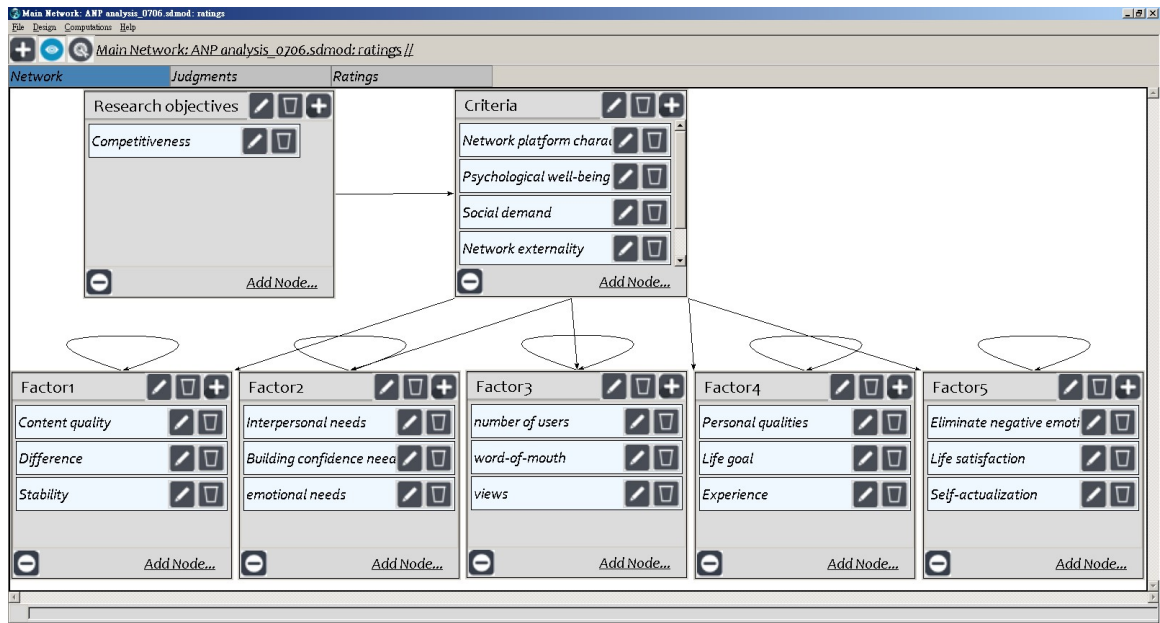 Main Network: ANP analysis_0706.sdmod: ratings
File Design Computations Help
Main Network: ANP analysis_0706.sdmod: ratings //
Network Judgments Ratings
Research objectives
Competitiveness
Add Node...
Criteria
Network platform charac
Psychological well-being
Social demand
Network externality
Add Node...
Factor1
Content quality
Difference
Stability
Add Node...
Factor2
Interpersonal needs
Building confidence need
emotional needs
Add Node...
Factor3
number of users
word-of-mouth
views
Add Node...
Factor4
Personal qualities
Life goal
Experience
Add Node...
Factor5
Eliminate negative emoti
Life satisfaction
Self-actualization
Add Node...